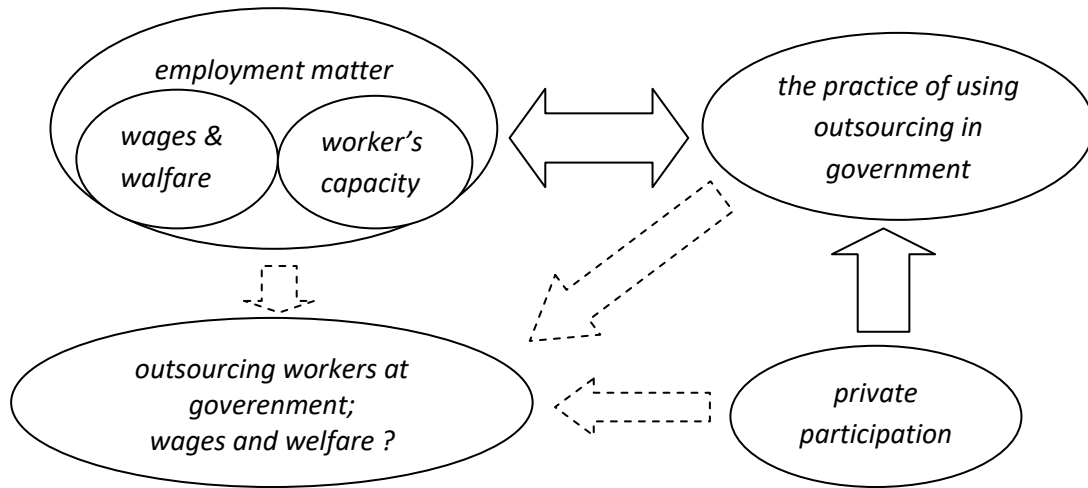 employment matter
wages &
walfare
worker’s
capacity
the practice of using
outsourcing in
government
outsourcing workers at
goverenment;
wages and welfare ?
private
participation